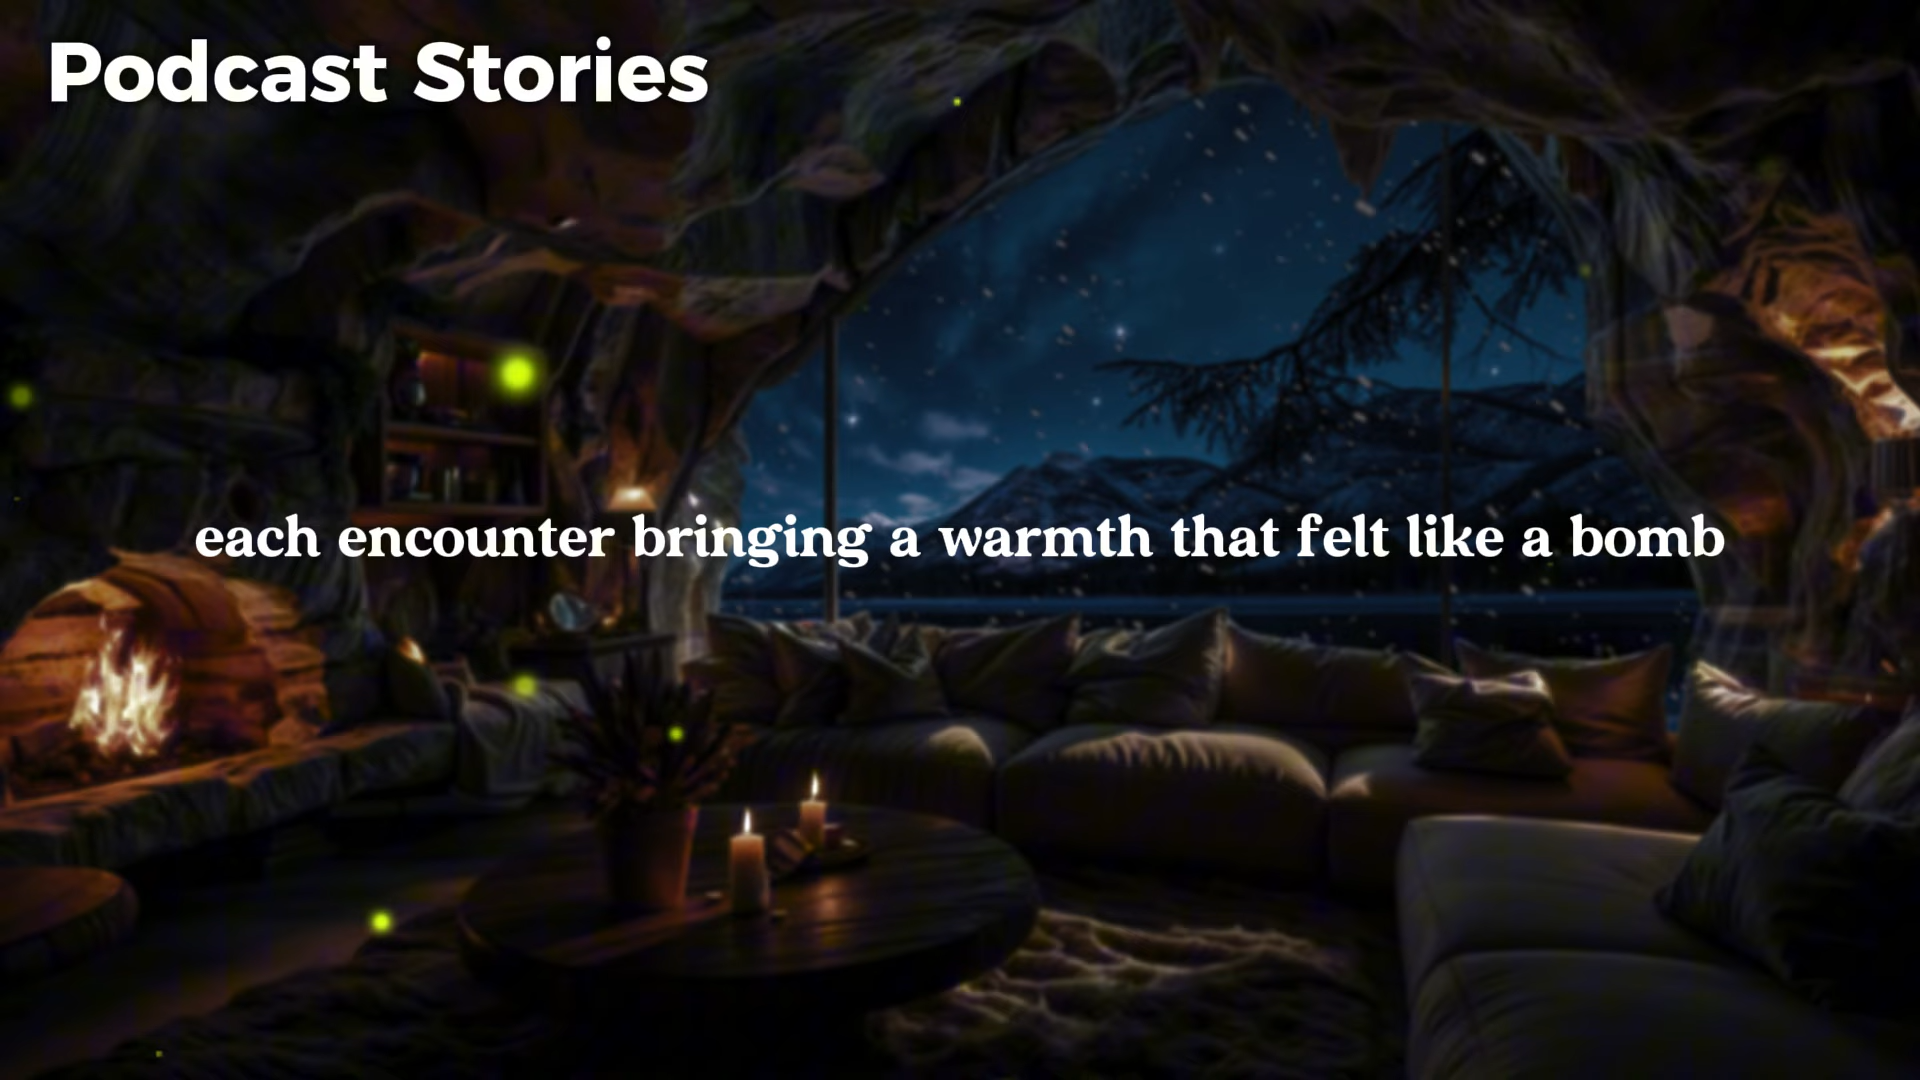 Podcast Stories
each encounter bringing a warmth that felt like a bomb